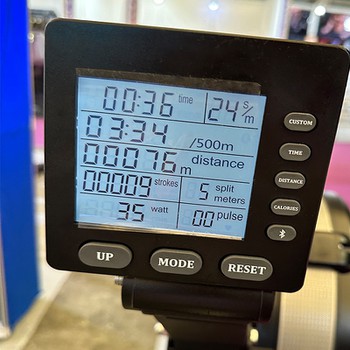 00:36 time 24 s/m
03:34 /500m
00076 m distance
00009 strokes 5 split meters
35 watt 00 pulse
CUSTOM
TIME
DISTANCE
CALORIES
UP MODE RESET